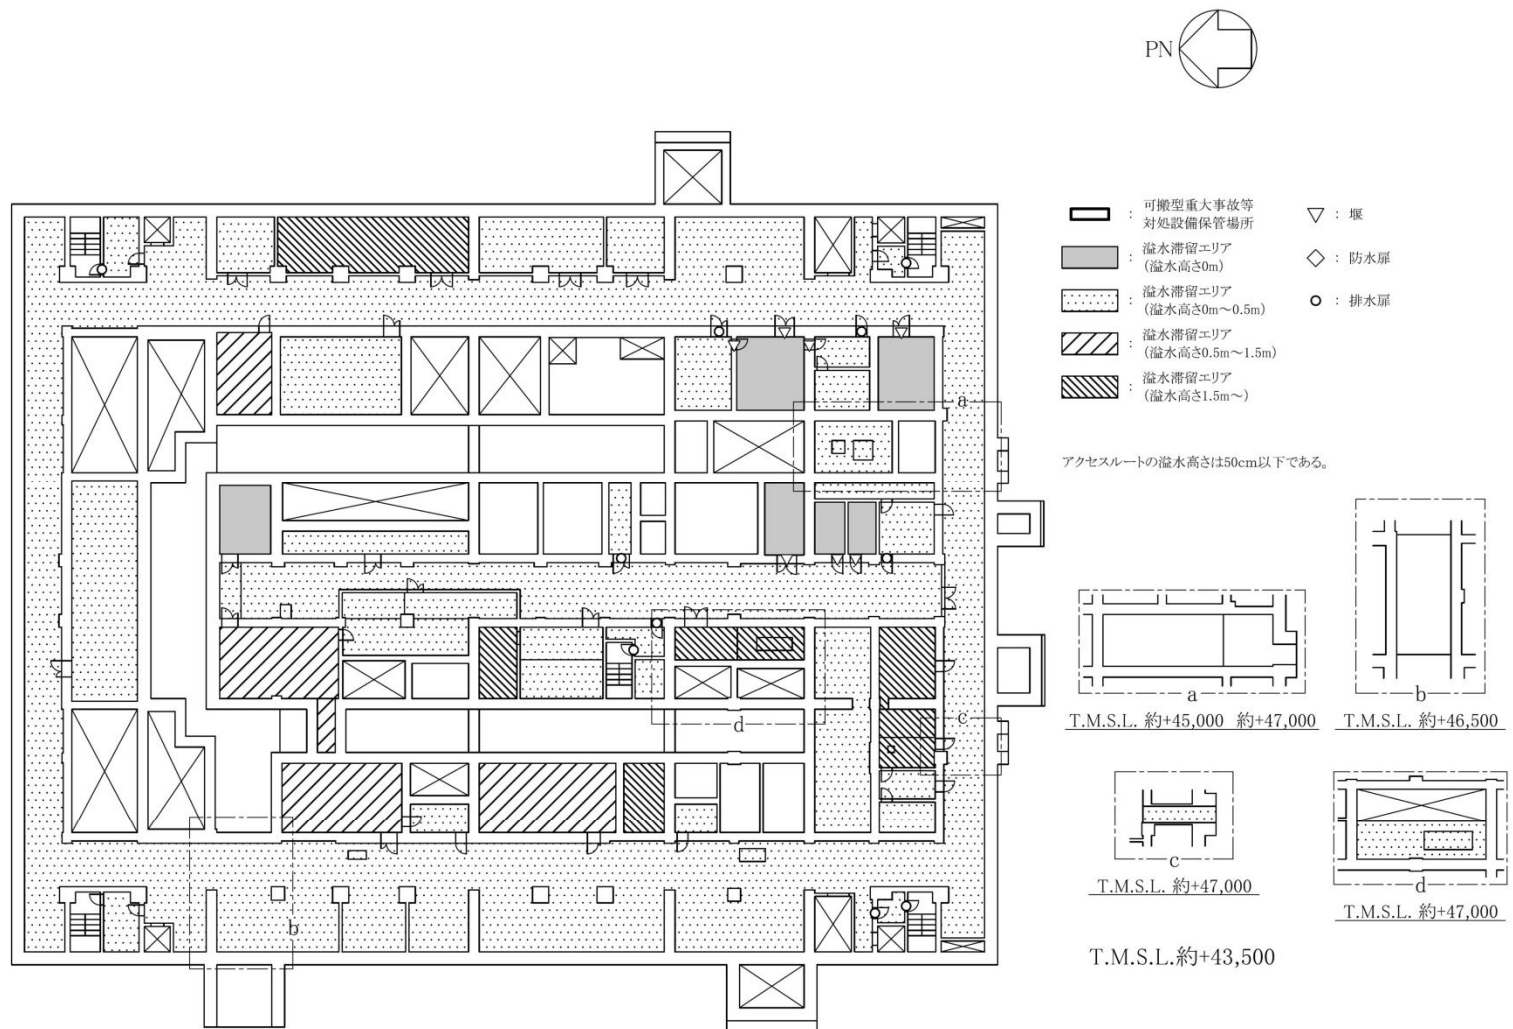 PN
： 可搬型重大事故等
対処設備保管場所
： 溢水滞留エリア
（溢水高さ0m）
： 溢水滞留エリア
（溢水高さ0m～0.5m）
： 溢水滞留エリア
（溢水高さ0.5m～1.5m）
： 溢水滞留エリア
（溢水高さ1.5m～）
： 堰
： 防水扉
： 排水扉
アクセスルートの溢水高さは50cm以下である。
a
d
c
b
a
T.M.S.L. 約+45,000 約+47,000
b
T.M.S.L. 約+46,500
c
T.M.S.L. 約+47,000
d
T.M.S.L. 約+47,000
T.M.S.L.約+43,500